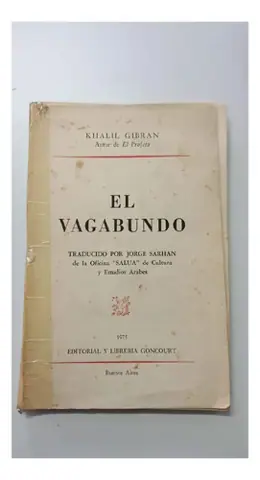 KHALIL GIBRAN
Autor de El Profeta
EL
VAGABUNDO
TRADUCIDO POR JORGE SARHAN
de la Oficina "SALUA" de Cultura
y Estudios Arabes
1975
EDITORIAL Y LIBRERIA GONCOURT
Buenos Aires